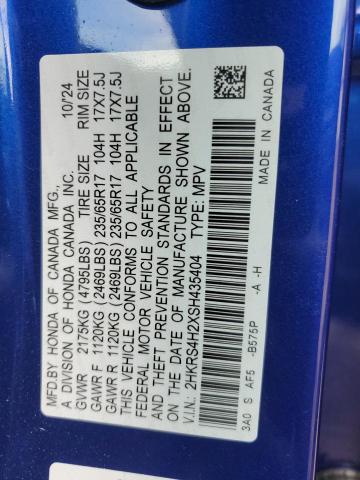 MFD.BY HONDA OF CANADA MFG., 10/24
A DIVISION OF HONDA CANADA INC.
GVWR 2175KG (4795LBS) TIRE SIZE RIM SIZE
GAWR F 1120KG (2469LBS) 235/65R17 104H 17X7.5J
GAWR R 1120KG (2469LBS) 235/65R17 104H 17X7.5J
THIS VEHICLE CONFORMS TO ALL APPLICABLE
FEDERAL MOTOR VEHICLE SAFETY
AND THEFT PREVENTION STANDARDS IN EFFECT
ON THE DATE OF MANUFACTURE SHOWN ABOVE.
V.I.N.: 2HKRS4H2XSH435404 TYPE: MPV
3A0 S AF5 -B575P -A -H MADE IN CANADA